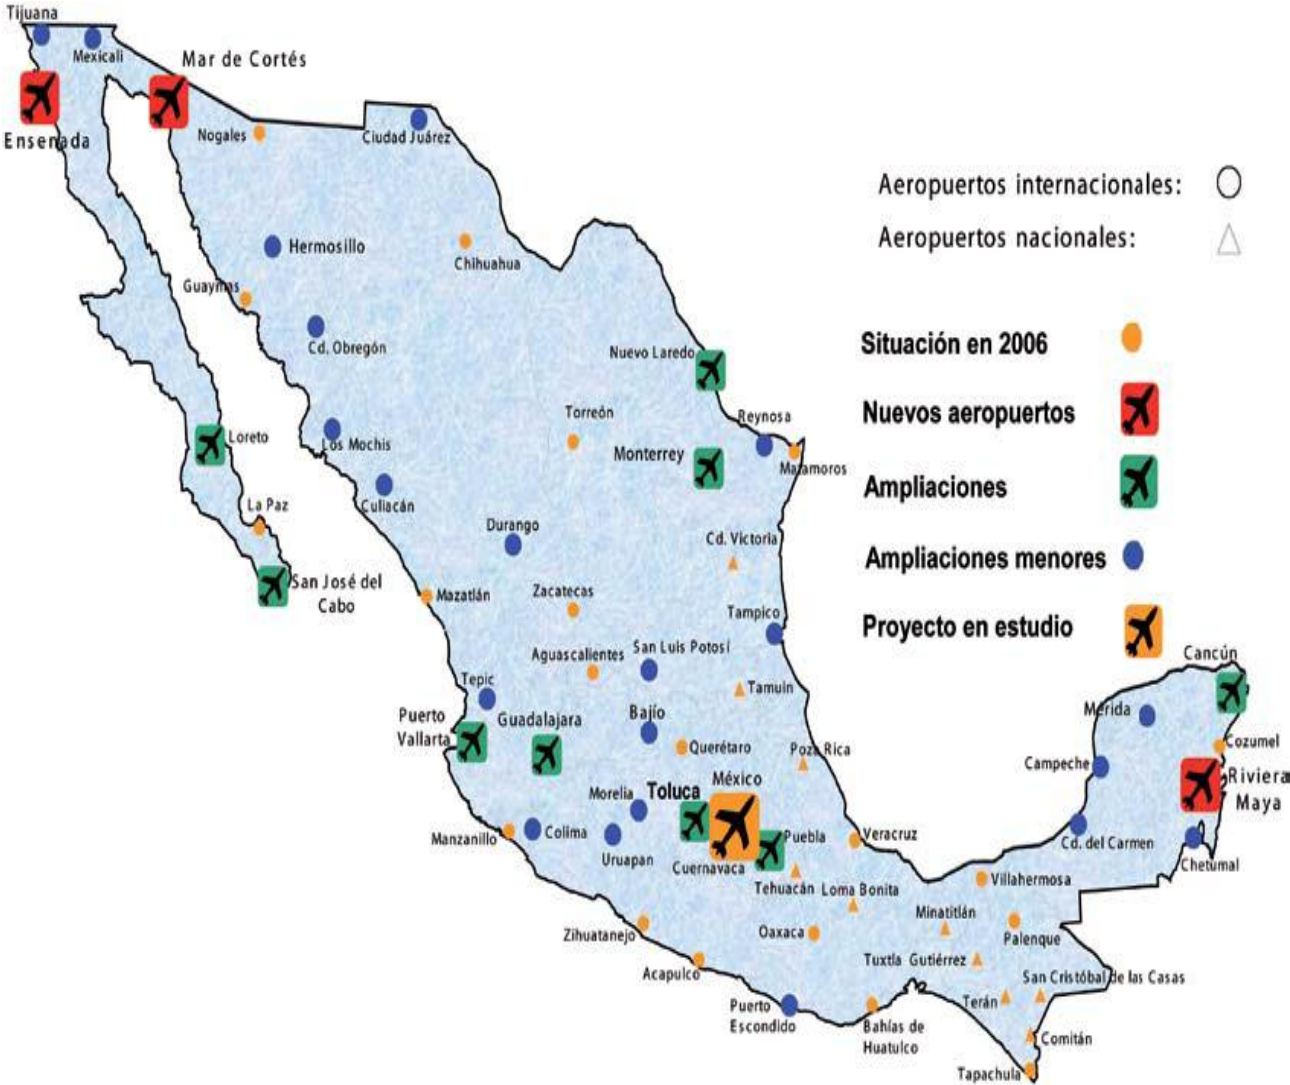 Tijuana
Mexicali
Mar de Cortés
Ensenada
Nogales
Ciudad Juárez
Aeropuertos internacionales:
Aeropuertos nacionales:
Hermosillo
Chihuahua
Guaymas
Cd. Obregón
Nuevo Laredo
Situación en 2006
Nuevos aeropuertos
Ampliaciones
Ampliaciones menores
Proyecto en estudio
Torreón
Reynosa
Loreto
Los Mochis
Monterrey
Matamoros
La Paz
Culiacán
Durango
Cd. Victoria
San José del
Cabo
Mazatlán
Zacatecas
Tampico
Aguascalientes
San Luis Potosí
Cancún
Tepic
Tamuin
Puerto
Vallarta
Guadalajara
Bajío
Mérida
Querétaro
Poza Rica
Cozumel
Campeche
Riviera
Maya
Morelia
Toluca
México
Manzanillo
Colima
Uruapan
Puebla
Veracruz
Cd. del Carmen
Chetumal
Cuernavaca
Tehuacán
Loma Bonita
Villahermosa
Minatitlán
Zihuatanejo
Oaxaca
Palenque
Acapulco
Tuxtla Gutiérrez
San Cristóbal de las Casas
Terán
Puerto
Escondido
Bahías de
Huatulco
Comitán
Tapachula